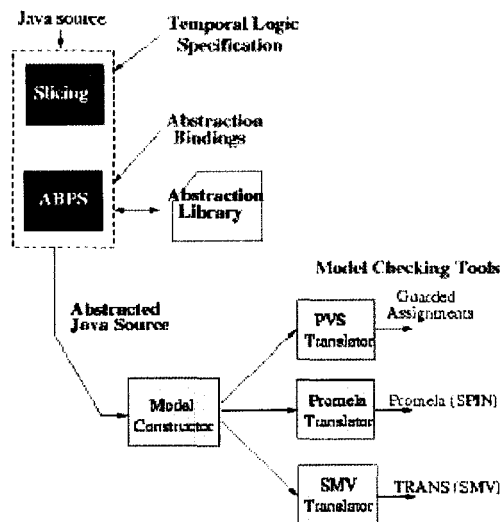 Java source
Temporal Logic
Specification
Slicing
Abstraction
Bindings
ABPS
Abstraction
Library
Model Checking Tools
Abstracted
Java Source
PVS
Translator
Guarded
Assignments
Model
Constructor
Promela
Translator
Promela (SPIN)
SMV
Translator
TRANS (SMV)